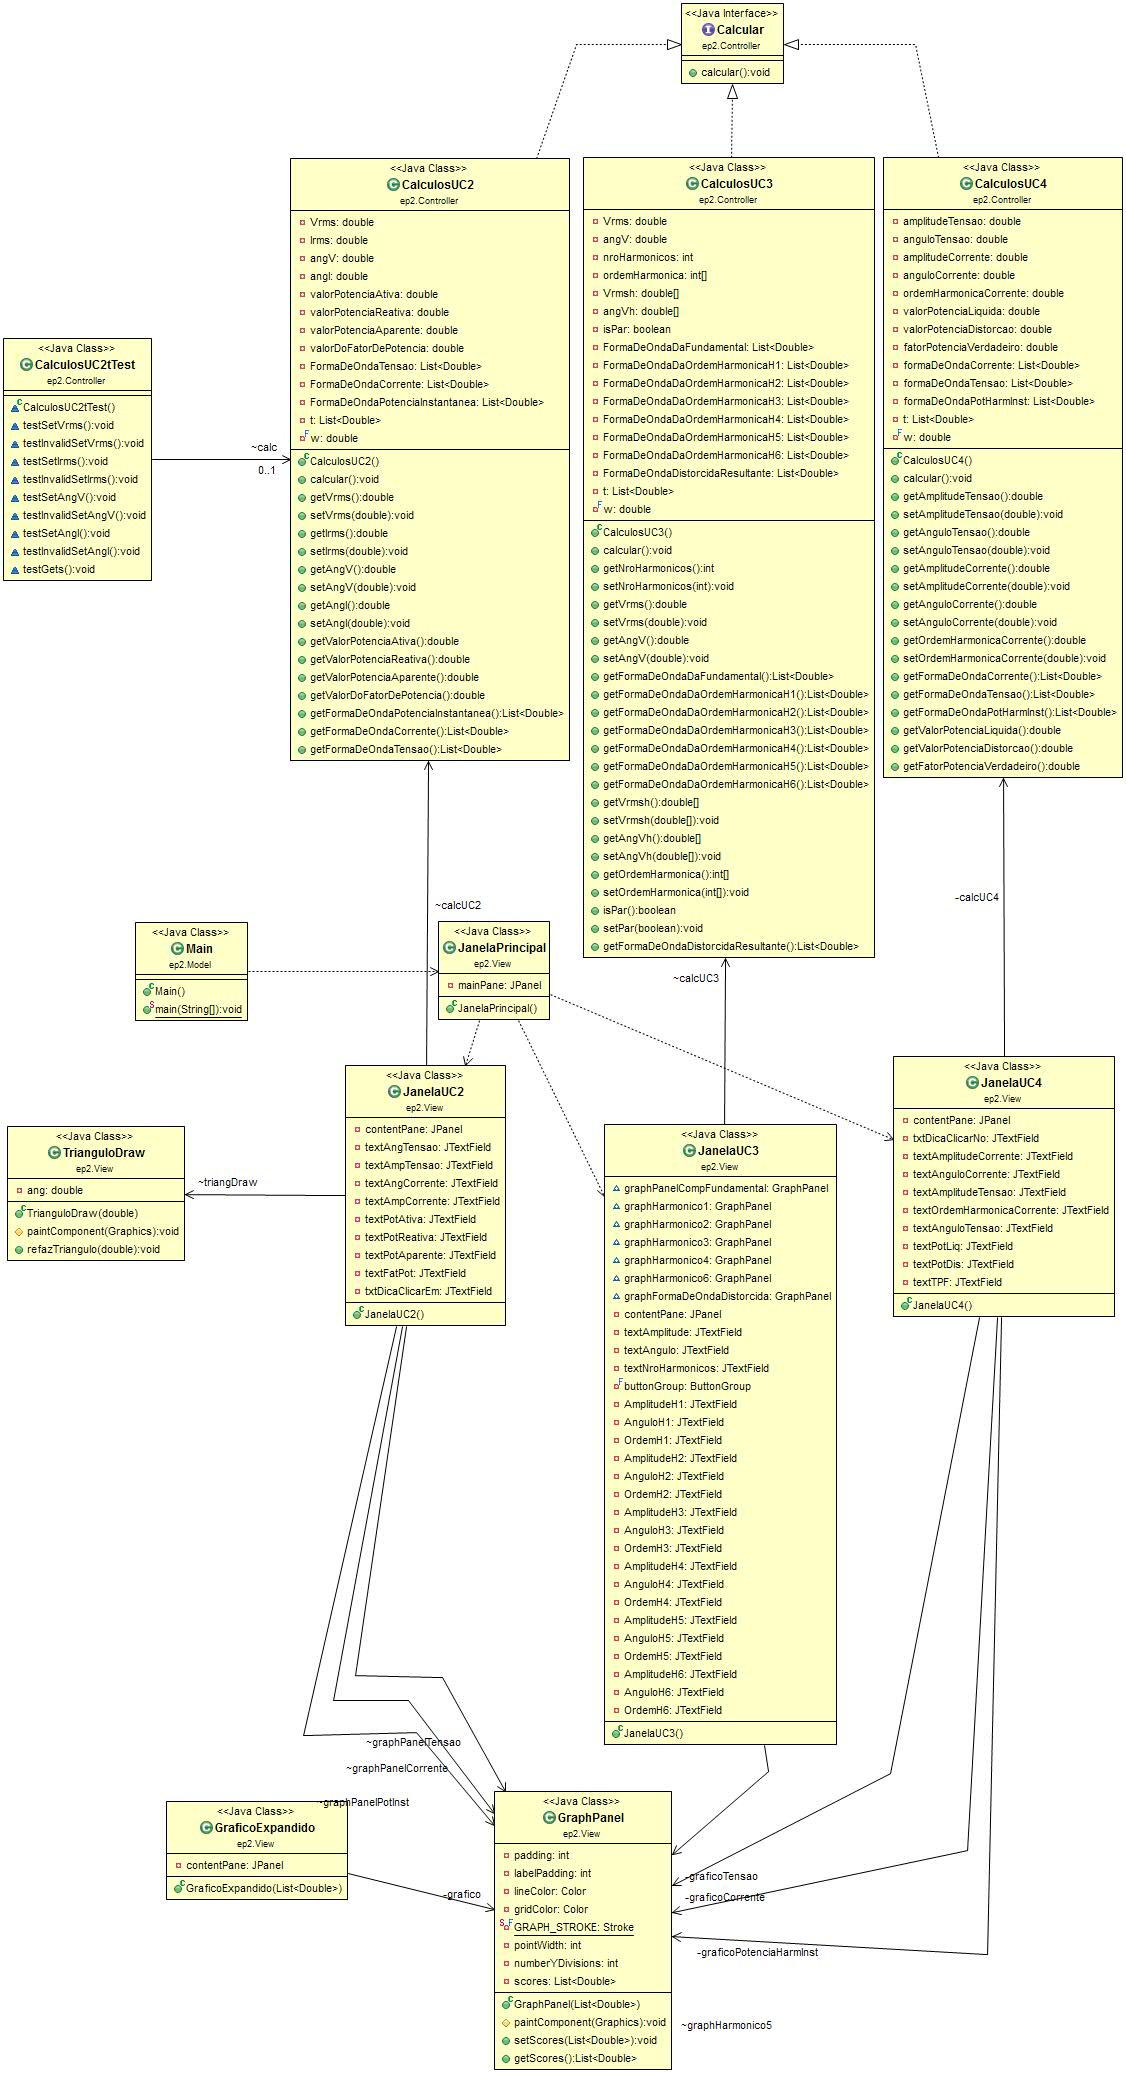 <<Java Interface>>
Calcular
ep2.Controller
calcular():void
<<Java Class>>
CalculosUC2
ep2.Controller
Vrms: double
Irms: double
angV: double
angI: double
valorPotenciaAtiva: double
valorPotenciaReativa: double
valorPotenciaAparente: double
valorDoFatorDePotencia: double
FormaDeOndaTensao: List<Double>
FormaDeOndaCorrente: List<Double>
FormaDeOndaPotenciaInstantanea: List<Double>
t: List<Double>
w: double
CalculosUC2()
calcular():void
getVrms():double
setVrms(double):void
getIrms():double
setIrms(double):void
getAngV():double
setAngV(double):void
getAngI():double
setAngI(double):void
getValorPotenciaAtiva():double
getValorPotenciaReativa():double
getValorPotenciaAparente():double
getValorDoFatorDePotencia():double
getFormaDeOndaPotenciaInstantanea():List<Double>
getFormaDeOndaCorrente():List<Double>
getFormaDeOndaTensao():List<Double>
<<Java Class>>
CalculosUC3
ep2.Controller
Vrms: double
angV: double
nroHarmonicos: int
ordemHarmonica: int[]
Vrmsh: double[]
angVh: double[]
isPar: boolean
FormaDeOndaDaFundamental: List<Double>
FormaDeOndaDaOrdemHarmonicaH1: List<Double>
FormaDeOndaDaOrdemHarmonicaH2: List<Double>
FormaDeOndaDaOrdemHarmonicaH3: List<Double>
FormaDeOndaDaOrdemHarmonicaH4: List<Double>
FormaDeOndaDaOrdemHarmonicaH5: List<Double>
FormaDeOndaDaOrdemHarmonicaH6: List<Double>
FormaDeOndaDistorcidaResultante: List<Double>
t: List<Double>
w: double
CalculosUC3()
calcular():void
getNroHarmonicos():int
setNroHarmonicos(int):void
getVrms():double
setVrms(double):void
getAngV():double
setAngV(double):void
getFormaDeOndaDaFundamental():List<Double>
getFormaDeOndaDaOrdemHarmonicaH1():List<Double>
getFormaDeOndaDaOrdemHarmonicaH2():List<Double>
getFormaDeOndaDaOrdemHarmonicaH3():List<Double>
getFormaDeOndaDaOrdemHarmonicaH4():List<Double>
getFormaDeOndaDaOrdemHarmonicaH5():List<Double>
getFormaDeOndaDaOrdemHarmonicaH6():List<Double>
getVrmsh():double[]
setVrmsh(double[]):void
getAngVh():double[]
setAngVh(double[]):void
getOrdemHarmonica():int[]
setOrdemHarmonica(int[]):void
isPar():boolean
setPar(boolean):void
getFormaDeOndaDistorcidaResultante():List<Double>
<<Java Class>>
CalculosUC4
ep2.Controller
amplitudeTensao: double
anguloTensao: double
amplitudeCorrente: double
anguloCorrente: double
ordemHarmonicaCorrente: double
valorPotenciaLiquida: double
valorPotenciaDistorcao: double
fatorPotenciaVerdadeiro: double
formaDeOndaCorrente: List<Double>
formaDeOndaTensao: List<Double>
formaDeOndaPotHarmInst: List<Double>
t: List<Double>
w: double
CalculosUC4()
calcular():void
getAmplitudeTensao():double
setAmplitudeTensao(double):void
getAnguloTensao():double
setAnguloTensao(double):void
getAmplitudeCorrente():double
setAmplitudeCorrente(double):void
getAnguloCorrente():double
setAnguloCorrente(double):void
getOrdemHarmonicaCorrente():double
setOrdemHarmonicaCorrente(double):void
getFormaDeOndaCorrente():List<Double>
getFormaDeOndaTensao():List<Double>
getFormaDeOndaPotHarmInst():List<Double>
getValorPotenciaLiquida():double
getValorPotenciaDistorcao():double
getFatorPotenciaVerdadeiro():double
<<Java Class>>
CalculosUC2tTest
ep2.Controller
CalculosUC2tTest()
testSetVrms():void
testInvalidSetVrms():void
testSetIrms():void
testInvalidSetIrms():void
testSetAngV():void
testInvalidSetAngV():void
testSetAngI():void
testInvalidSetAngI():void
testGets():void
~calc
0..1
~calcUC2
~calcUC3
-calcUC4
<<Java Class>>
Main
ep2.Model
Main()
main(String[]):void
<<Java Class>>
JanelaPrincipal
ep2.View
mainPane: JPanel
JanelaPrincipal()
<<Java Class>>
TrianguloDraw
ep2.View
ang: double
TrianguloDraw(double)
paintComponent(Graphics):void
refazTriangulo(double):void
~triangDraw
<<Java Class>>
JanelaUC2
ep2.View
contentPane: JPanel
textAngTensao: JTextField
textAmpTensao: JTextField
textAngCorrente: JTextField
textAmpCorrente: JTextField
textPotAtiva: JTextField
textPotReativa: JTextField
textPotAparente: JTextField
textFatPot: JTextField
txtDicaClicarEm: JTextField
JanelaUC2()
<<Java Class>>
JanelaUC3
ep2.View
graphPanelCompFundamental: GraphPanel
graphHarmonico1: GraphPanel
graphHarmonico2: GraphPanel
graphHarmonico3: GraphPanel
graphHarmonico4: GraphPanel
graphHarmonico6: GraphPanel
graphFormaDeOndaDistorcida: GraphPanel
contentPane: JPanel
textAmplitude: JTextField
textAngulo: JTextField
textNroHarmonicos: JTextField
buttonGroup: ButtonGroup
AmplitudeH1: JTextField
AnguloH1: JTextField
OrdemH1: JTextField
AmplitudeH2: JTextField
AnguloH2: JTextField
OrdemH2: JTextField
AmplitudeH3: JTextField
AnguloH3: JTextField
OrdemH3: JTextField
AmplitudeH4: JTextField
AnguloH4: JTextField
OrdemH4: JTextField
AmplitudeH5: JTextField
AnguloH5: JTextField
OrdemH5: JTextField
AmplitudeH6: JTextField
AnguloH6: JTextField
OrdemH6: JTextField
JanelaUC3()
<<Java Class>>
JanelaUC4
ep2.View
contentPane: JPanel
txtDicaClicarNo: JTextField
textAmplitudeCorrente: JTextField
textAnguloCorrente: JTextField
textAmplitudeTensao: JTextField
textOrdemHarmonicaCorrente: JTextField
textAnguloTensao: JTextField
textPotLiq: JTextField
textPotDis: JTextField
textTPF: JTextField
JanelaUC4()
~graphPanelTensao
~graphPanelCorrente
~graphPanelPotInst
<<Java Class>>
GraficoExpandido
ep2.View
contentPane: JPanel
GraficoExpandido(List<Double>)
-grafico
<<Java Class>>
GraphPanel
ep2.View
padding: int
labelPadding: int
lineColor: Color
gridColor: Color
GRAPH_STROKE: Stroke
pointWidth: int
numberYDivisions: int
scores: List<Double>
GraphPanel(List<Double>)
paintComponent(Graphics):void
setScores(List<Double>):void
getScores():List<Double>
-graficoTensao
-graficoCorrente
-graficoPotenciaHarmInst
~graphHarmonico5